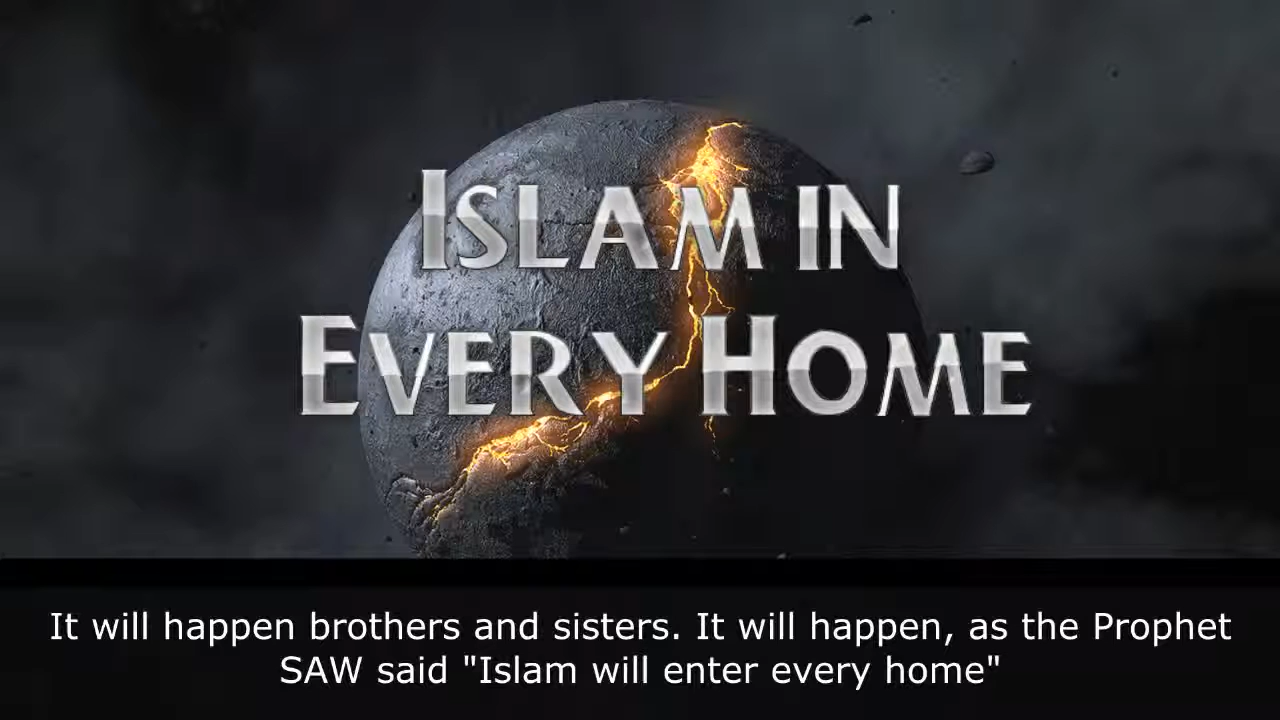 ISLAM IN
EVERY HOME
It will happen brothers and sisters. It will happen, as the Prophet
SAW said "Islam will enter every home"